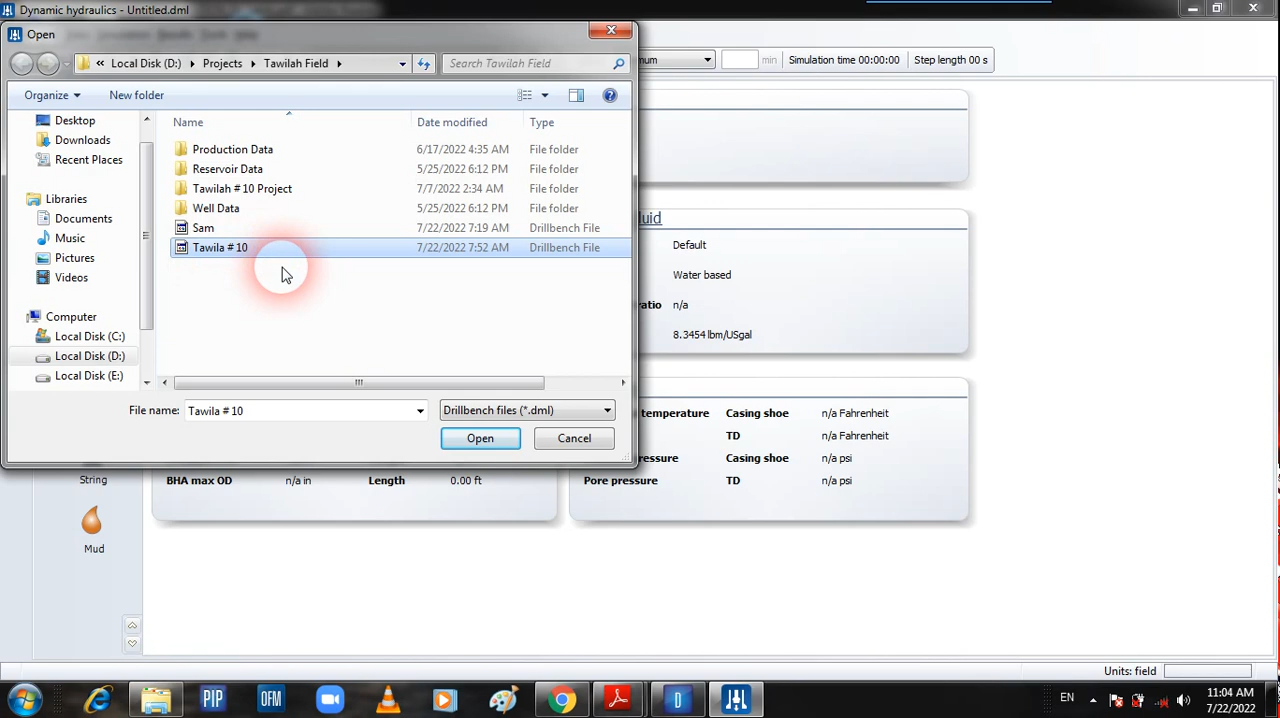 Dynamic hydraulics - Untitled.dml
Open
« Local Disk (D:) Projects Tawilah Field
Search Tawilah Field
num
min
Simulation time 00:00:00
Step length 00 s
Organize
New folder
Name
Date modified
Type
Desktop
Downloads
Recent Places
Libraries
Documents
Music
Pictures
Videos
Computer
Local Disk (C:)
Local Disk (D:)
Local Disk (E:)
Production Data 6/17/2022 4:35 AM File folder
Reservoir Data 5/25/2022 6:12 PM File folder
Tawilah # 10 Project 7/7/2022 2:34 AM File folder
Well Data 5/25/2022 6:12 PM File folder
Sam 7/22/2022 7:19 AM Drillbench File
Tawila # 10 7/22/2022 7:52 AM Drillbench File
File name: Tawila # 10
Drillbench files (*.dml)
Open
Cancel
luid
Default
Water based
atio n/a
8.3454 lbm/USgal
temperature Casing shoe n/a Fahrenheit
TD n/a Fahrenheit
essure Casing shoe n/a psi
Pore pressure TD n/a psi
BHA max OD n/a in Length 0.00 ft
String
Mud
Units: field
PIP
OFM
D
EN
11:04 AM
7/22/2022